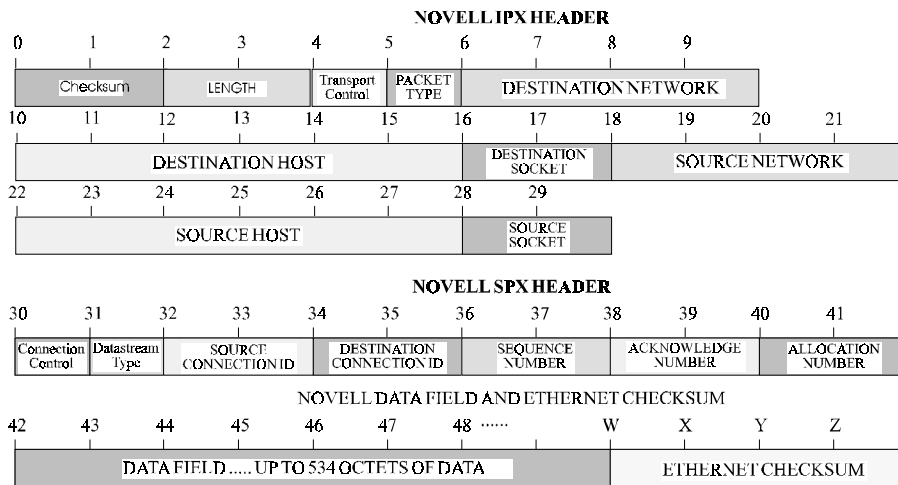 NOVELL IPX HEADER
0 1 2 3 4 5 6 7 8 9
Checksum LENGTH Transport Control PACKET TYPE DESTINATION NETWORK
10 11 12 13 14 15 16 17 18 19 20 21
DESTINATION HOST DESTINATION SOCKET SOURCE NETWORK
22 23 24 25 26 27 28 29
SOURCE HOST SOURCE SOCKET
NOVELL SPX HEADER
30 31 32 33 34 35 36 37 38 39 40 41
Connection Control Datastream Type SOURCE CONNECTION ID DESTINATION CONNECTION ID SEQUENCE NUMBER ACKNOWLEDGE NUMBER ALLOCATION NUMBER
NOVELL DATA FIELD AND ETHERNET CHECKSUM
42 43 44 45 46 47 48 ...... W X Y Z
DATA FIELD ..... UP TO 534 OCTETS OF DATA ETHERNET CHECKSUM